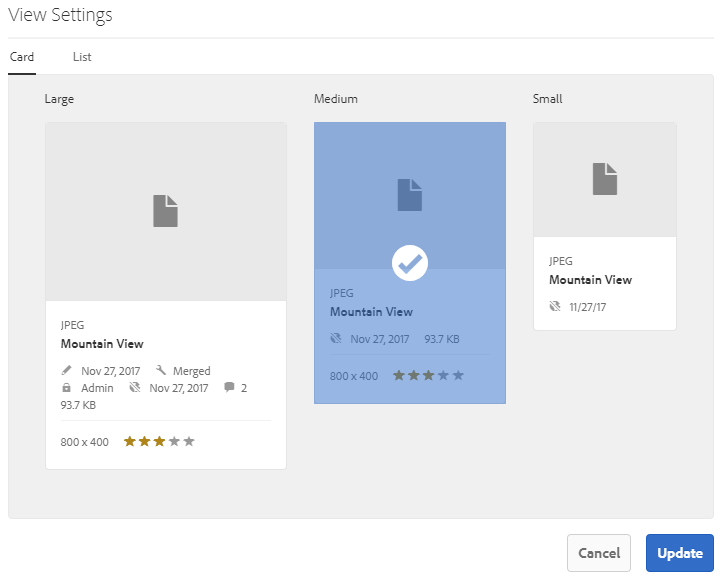 View Settings
Card List
Large Medium Small
JPEG
Mountain View
Nov 27, 2017 Merged
Admin Nov 27, 2017 2
93.7 KB
800 x 400
JPEG
Mountain View
Nov 27, 2017 93.7 KB
800 x 400
JPEG
Mountain View
11/27/17
Cancel Update